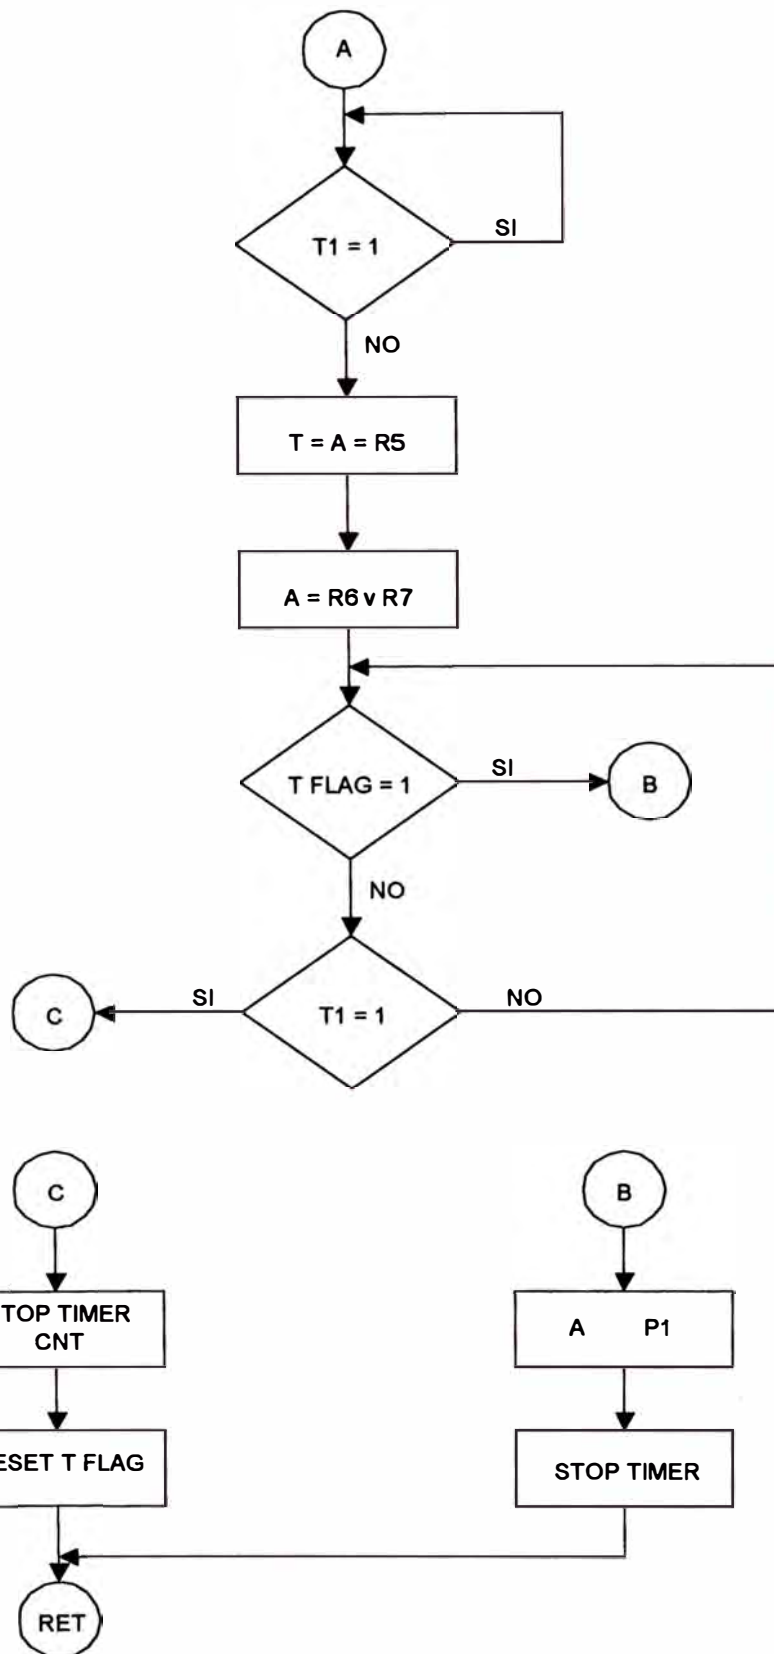 A
T1 = 1
SI
NO
T = A = R5
A = R6 v R7
T FLAG = 1
SI
B
NO
T1 = 1
SI
NO
C
C
B
TOP TIMER
CNT
A P1
ESET T FLAG
STOP TIMER
RET